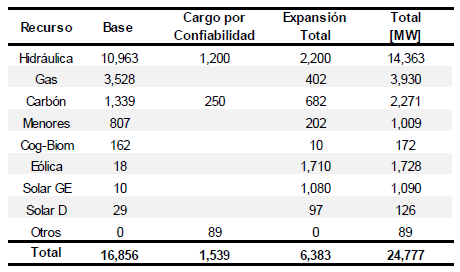 Recurso Base Cargo por Confiabilidad Expansión Total Total [MW]
Hidráulica 10,963 1,200 2,200 14,363
Gas 3,528 402 3,930
Carbón 1,339 250 682 2,271
Menores 807 202 1,009
Cog-Biom 162 10 172
Eólica 18 1,710 1,728
Solar GE 10 1,080 1,090
Solar D 29 97 126
Otros 0 89 0 89
Total 16,856 1,539 6,383 24,777